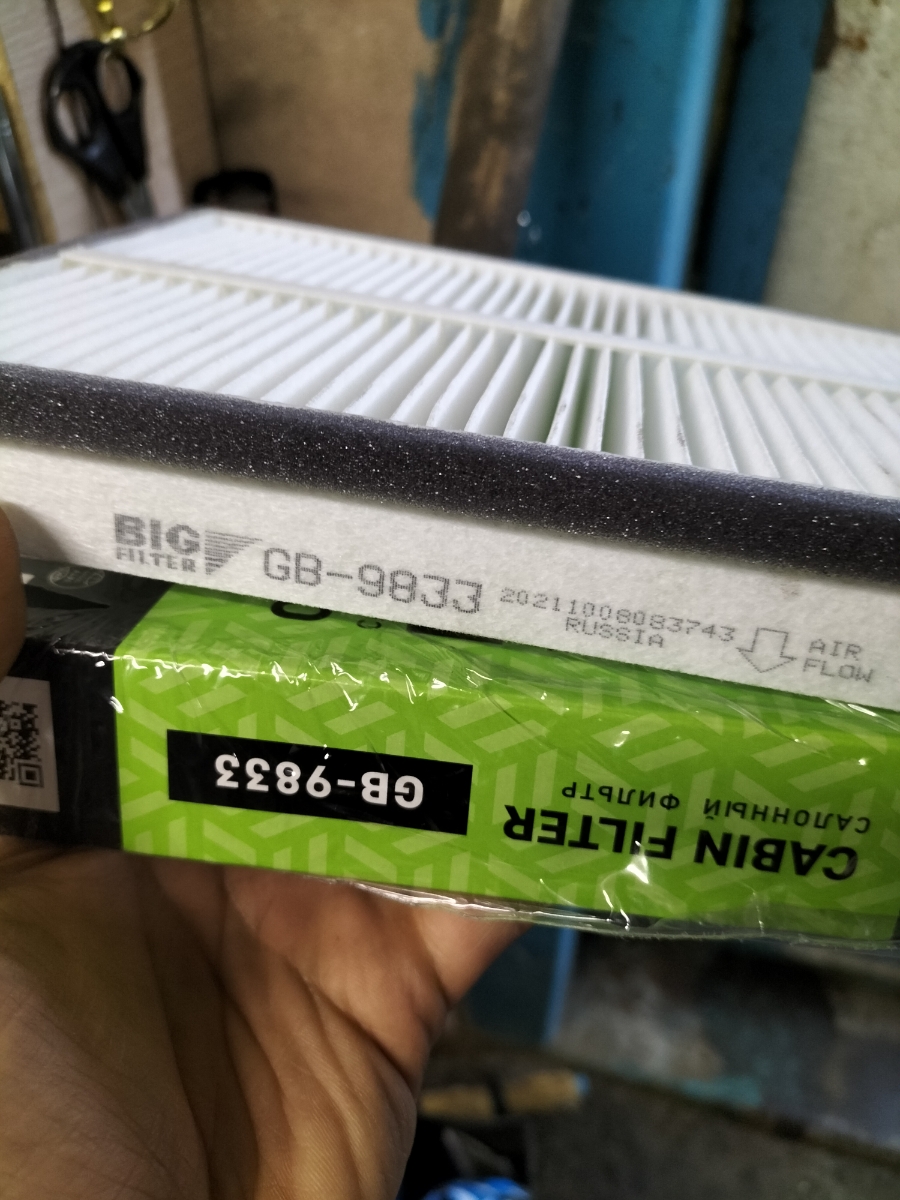 BIG
FILTER
GB-9833
20211008083743
RUSSIA
AIR
FLOW
GB-9833
CABIN FILTER
САЛОННЫЙ ФИЛЬТР